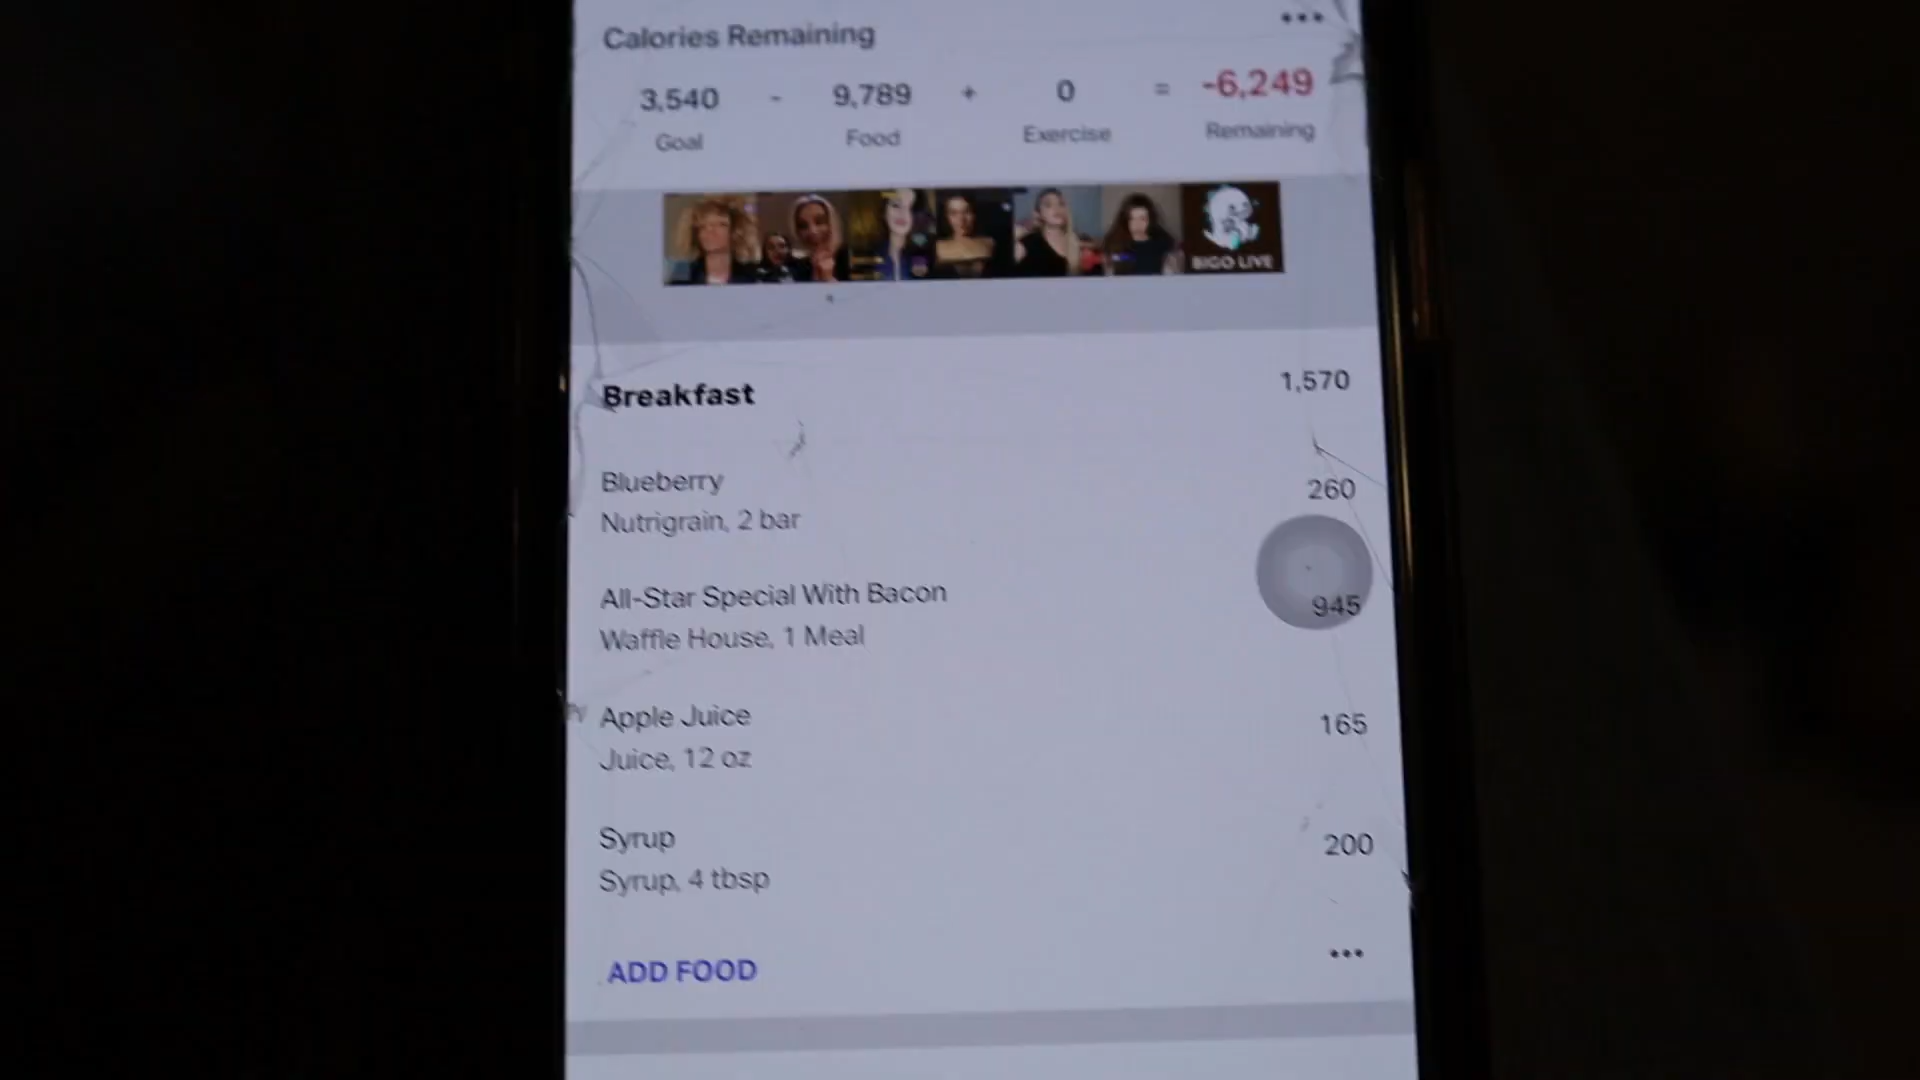 Calories Remaining
3,540 - 9,789 + 0 = -6,249
Goal Food Exercise Remaining
BIGO LIVE
Breakfast 1,570
Blueberry 260
Nutrigrain, 2 bar
All-Star Special With Bacon 945
Waffle House, 1 Meal
Apple Juice 165
Juice, 12 oz
Syrup 200
Syrup, 4 tbsp
ADD FOOD